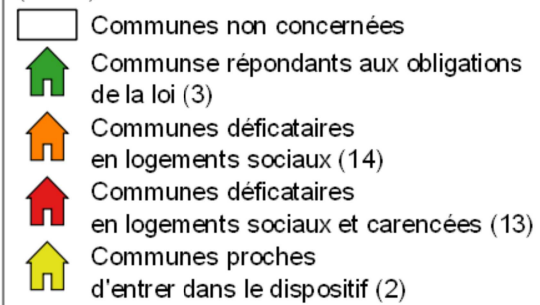 Communes non concernées
Communse répondants aux obligations
de la loi (3)
Communes déficataires
en logements sociaux (14)
Communes déficataires
en logements sociaux et carencées (13)
Communes proches
d'entrer dans le dispositif (2)